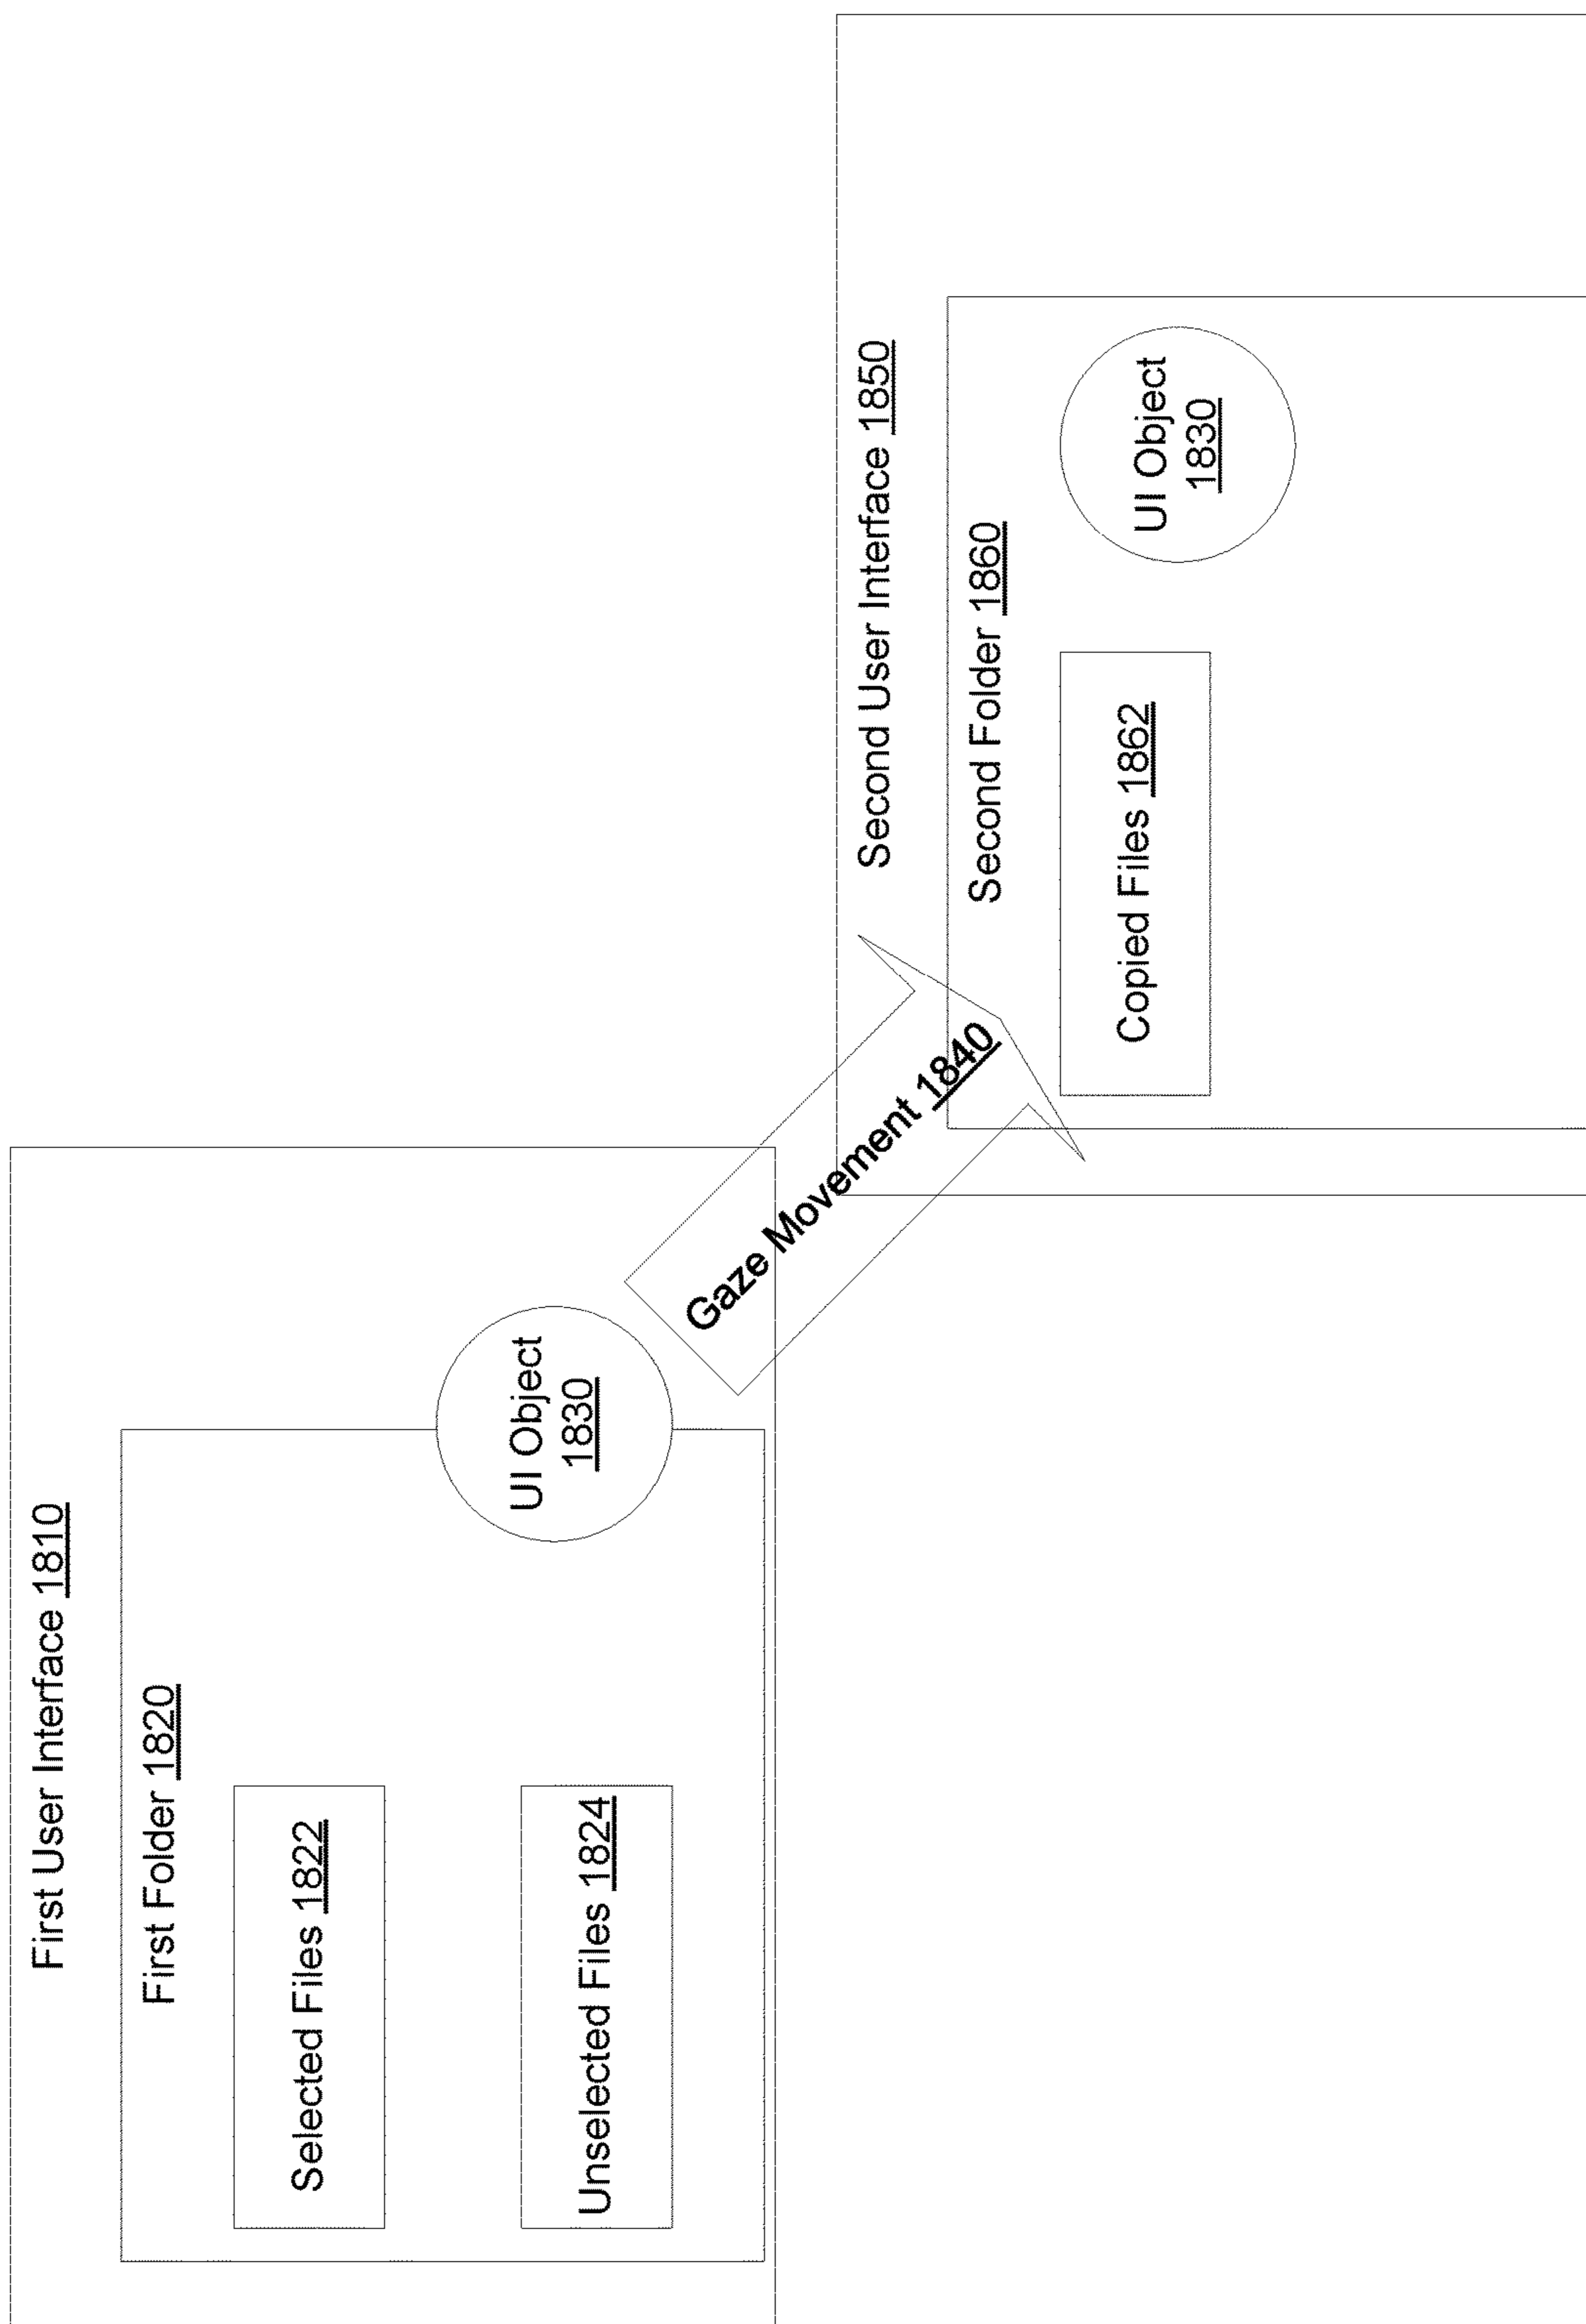 First User Interface 1810
First Folder 1820
Selected Files 1822
Unselected Files 1824
UI Object
1830
Gaze Movement 1840
Second User Interface 1850
Second Folder 1860
Copied Files 1862
UI Object
1830